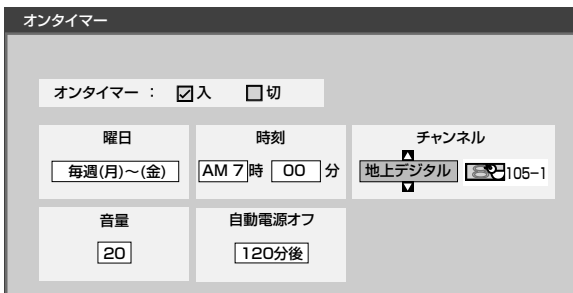 オンタイマー
オンタイマー : 入 切
曜日 時刻 チャンネル
毎週(月)～(金) AM 7時 00 分 地上デジタル 105-1
音量 自動電源オフ
20 120分後